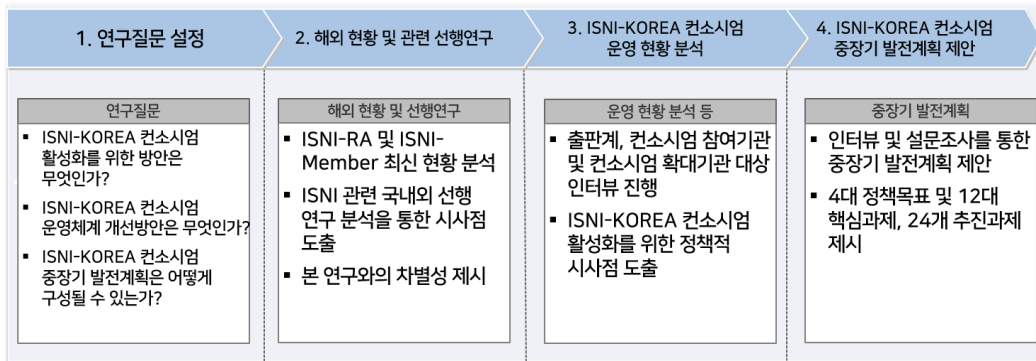 1. 연구질문 설정
2. 해외 현황 및 관련 선행연구
3. ISNI-KOREA 컨소시엄
운영 현황 분석
4. ISNI-KOREA 컨소시엄
중장기 발전계획 제안
연구질문
▪ ISNI-KOREA 컨소시엄
활성화를 위한 방안은
무엇인가?
▪ ISNI-KOREA 컨소시엄
운영체계 개선방안은 무엇인가?
▪ ISNI-KOREA 컨소시엄
중장기 발전계획은 어떻게
구성될 수 있는가?
해외 현황 및 선행연구
▪ ISNI-RA 및 ISNI-
Member 최신 현황 분석
▪ ISNI 관련 국내외 선행
연구 분석을 통한 시사점
도출
▪ 본 연구와의 차별성 제시
운영 현황 분석 등
▪ 출판계, 컨소시엄 참여기관
및 컨소시엄 확대기관 대상
인터뷰 진행
▪ ISNI-KOREA 컨소시엄
활성화를 위한 정책적
시사점 도출
중장기 발전계획
▪ 인터뷰 및 설문조사를 통한
중장기 발전계획 제안
▪ 4대 정책목표 및 12대
핵심과제, 24개 추진과제
제시